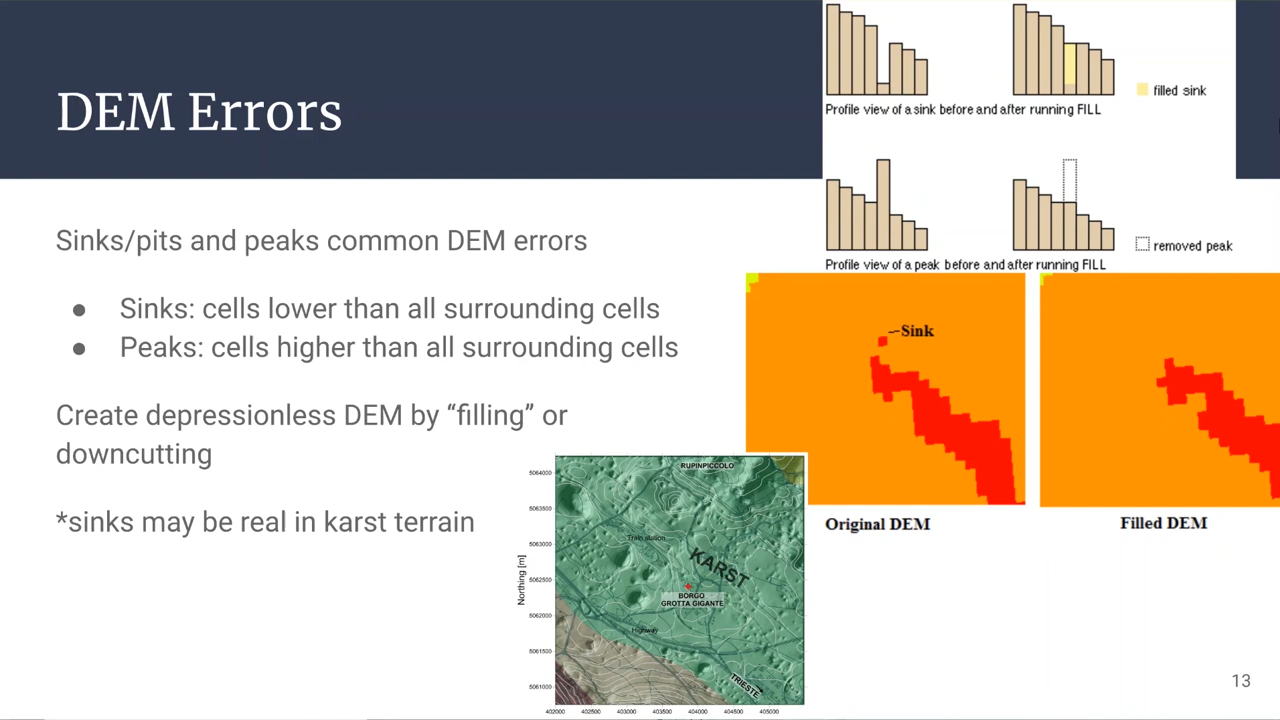 DEM Errors
filled sink
Profile view of a sink before and after running FILL
removed peak
Profile view of a peak before and after running FILL
Sinks/pits and peaks common DEM errors
● Sinks: cells lower than all surrounding cells
● Peaks: cells higher than all surrounding cells
Create depressionless DEM by “filling” or
downcutting
*sinks may be real in karst terrain
--Sink
Original DEM
Filled DEM
RUPINPICCOLO
Train station
KARST
BORGO
GROTTA GIGANTE
Highway
TRIESTE
Northing [m]
5064000
5063500
5063000
5062500
5062000
5061500
5061000
402000 402500 403000 403500 404000 404500 405000
13